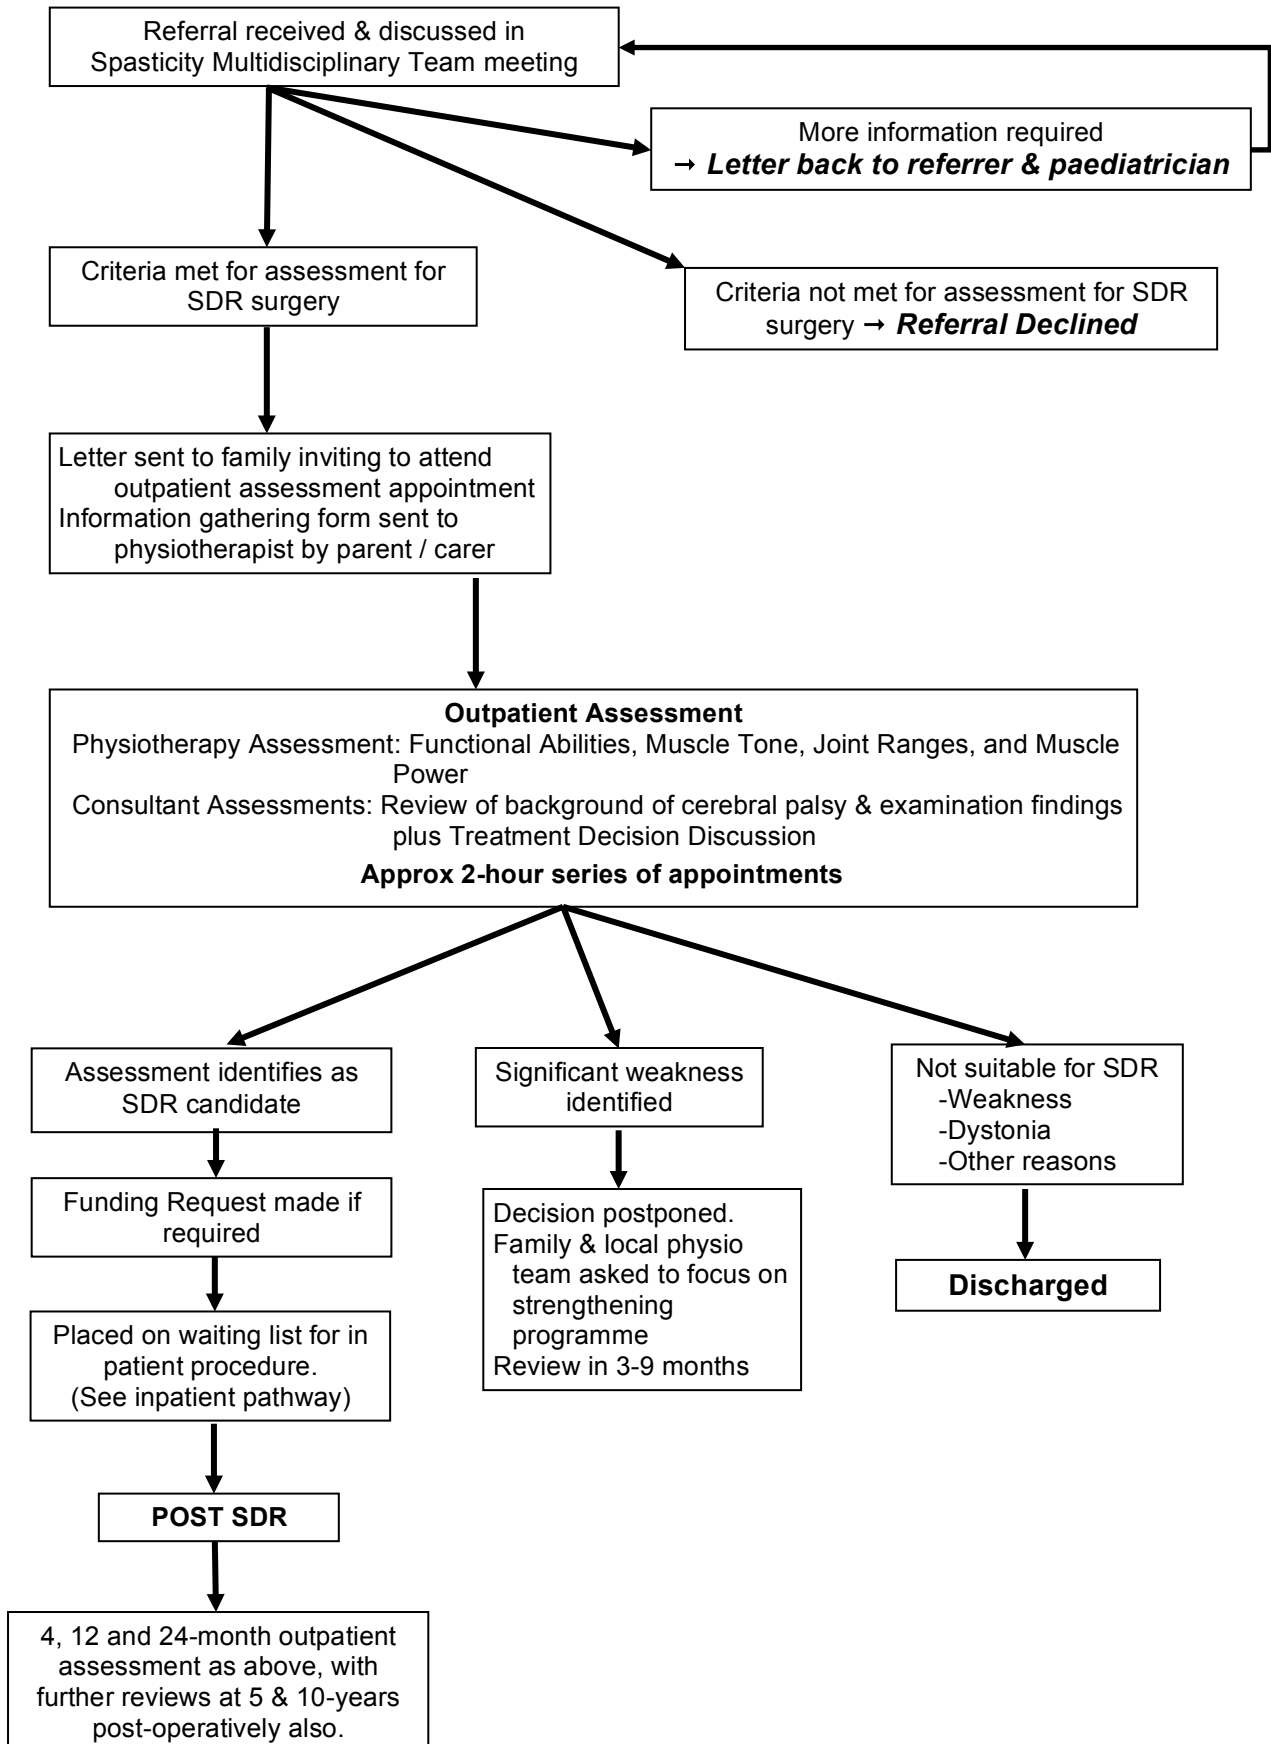 Referral received & discussed in
Spasticity Multidisciplinary Team meeting
More information required
→ Letter back to referrer & paediatrician
Criteria met for assessment for
SDR surgery
Criteria not met for assessment for SDR
surgery → Referral Declined
Letter sent to family inviting to attend
outpatient assessment appointment
Information gathering form sent to
physiotherapist by parent / carer
Outpatient Assessment
Physiotherapy Assessment: Functional Abilities, Muscle Tone, Joint Ranges, and Muscle
Power
Consultant Assessments: Review of background of cerebral palsy & examination findings
plus Treatment Decision Discussion
Approx 2-hour series of appointments
Assessment identifies as
SDR candidate
Funding Request made if
required
Placed on waiting list for in
patient procedure.
(See inpatient pathway)
POST SDR
4, 12 and 24-month outpatient
assessment as above, with
further reviews at 5 & 10-years
post-operatively also.
Significant weakness
identified
Decision postponed.
Family & local physio
team asked to focus on
strengthening
programme
Review in 3-9 months
Not suitable for SDR
-Weakness
-Dystonia
-Other reasons
Discharged